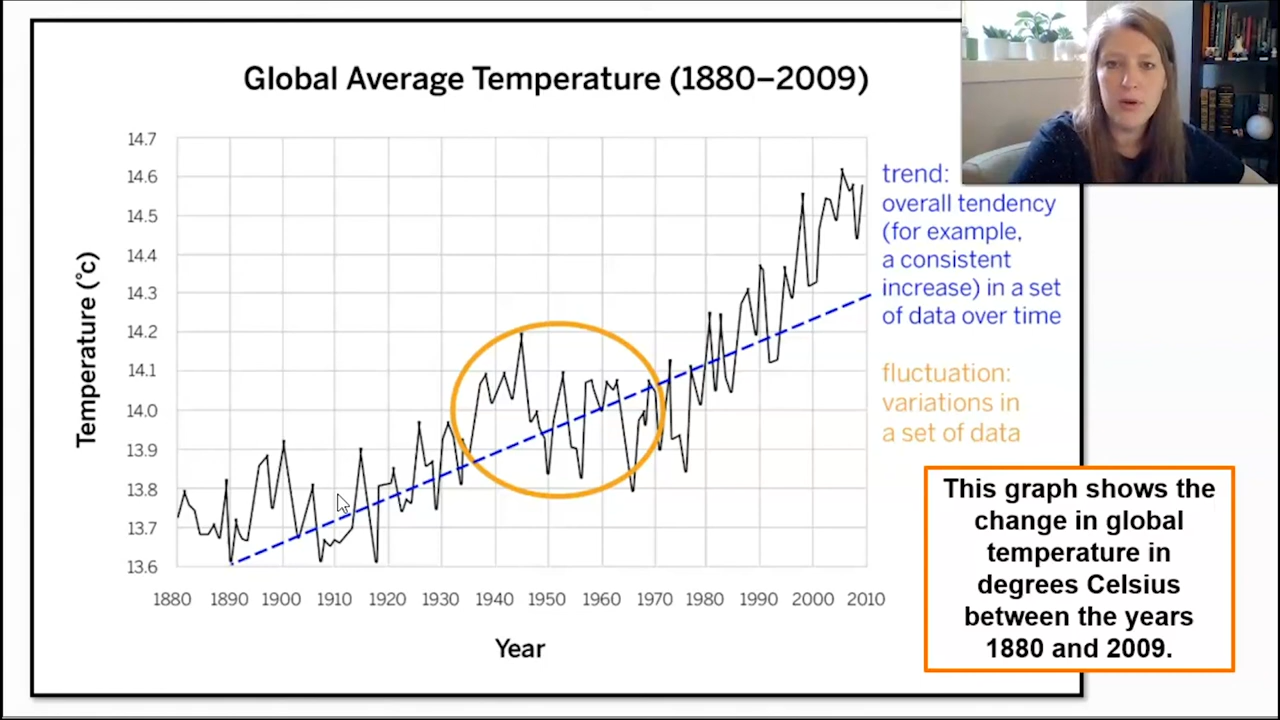 Global Average Temperature (1880–2009)
14.7
14.6
14.5
14.4
14.3
14.2
14.1
14.0
13.9
13.8
13.7
13.6
Temperature (°c)
1880 1890 1900 1910 1920 1930 1940 1950 1960 1970 1980 1990 2000 2010
Year
trend:
overall tendency
(for example,
a consistent
increase) in a set
of data over time
fluctuation:
variations in
a set of data
This graph shows the
change in global
temperature in
degrees Celsius
between the years
1880 and 2009.